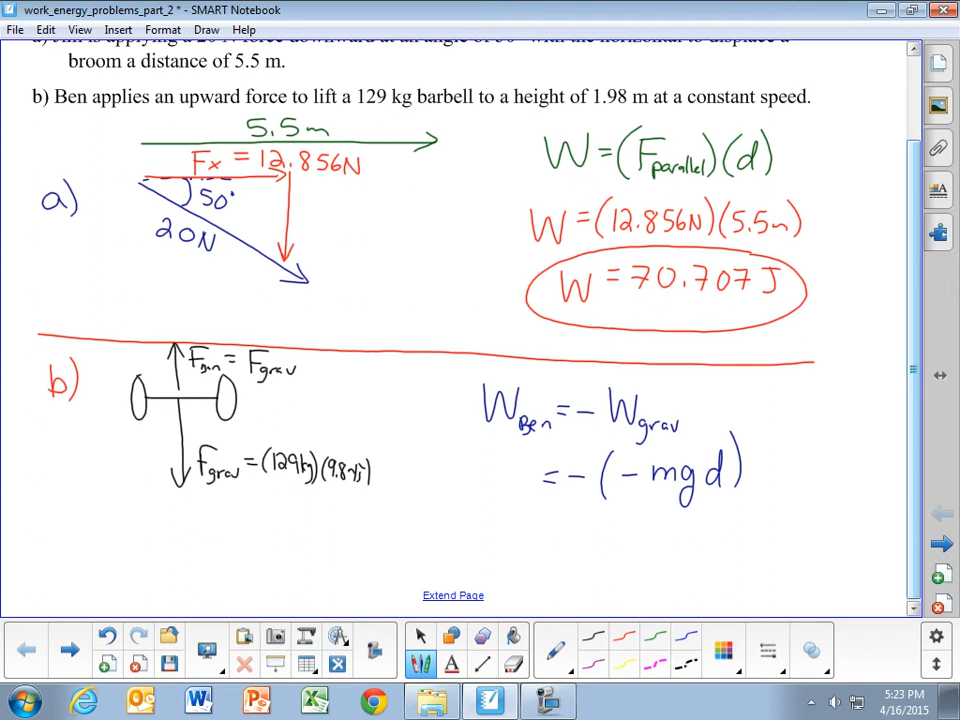 work_energy_problems_part_2 * - SMART Notebook
File Edit View Insert Format Draw Help
broom a distance of 5.5 m.
b) Ben applies an upward force to lift a 129 kg barbell to a height of 1.98 m at a constant speed.
5.5m
Fx = 12.856N
a)
50°
20N
W = (Fparallel)(d)
W = (12.856N)(5.5m)
W = 70.707J
b)
FBen = Fgrav
Fgrav = (129kg)(9.8m/s²)
WBen = - Wgrav
= - (- mgd)
Extend Page
5:23 PM
4/16/2015